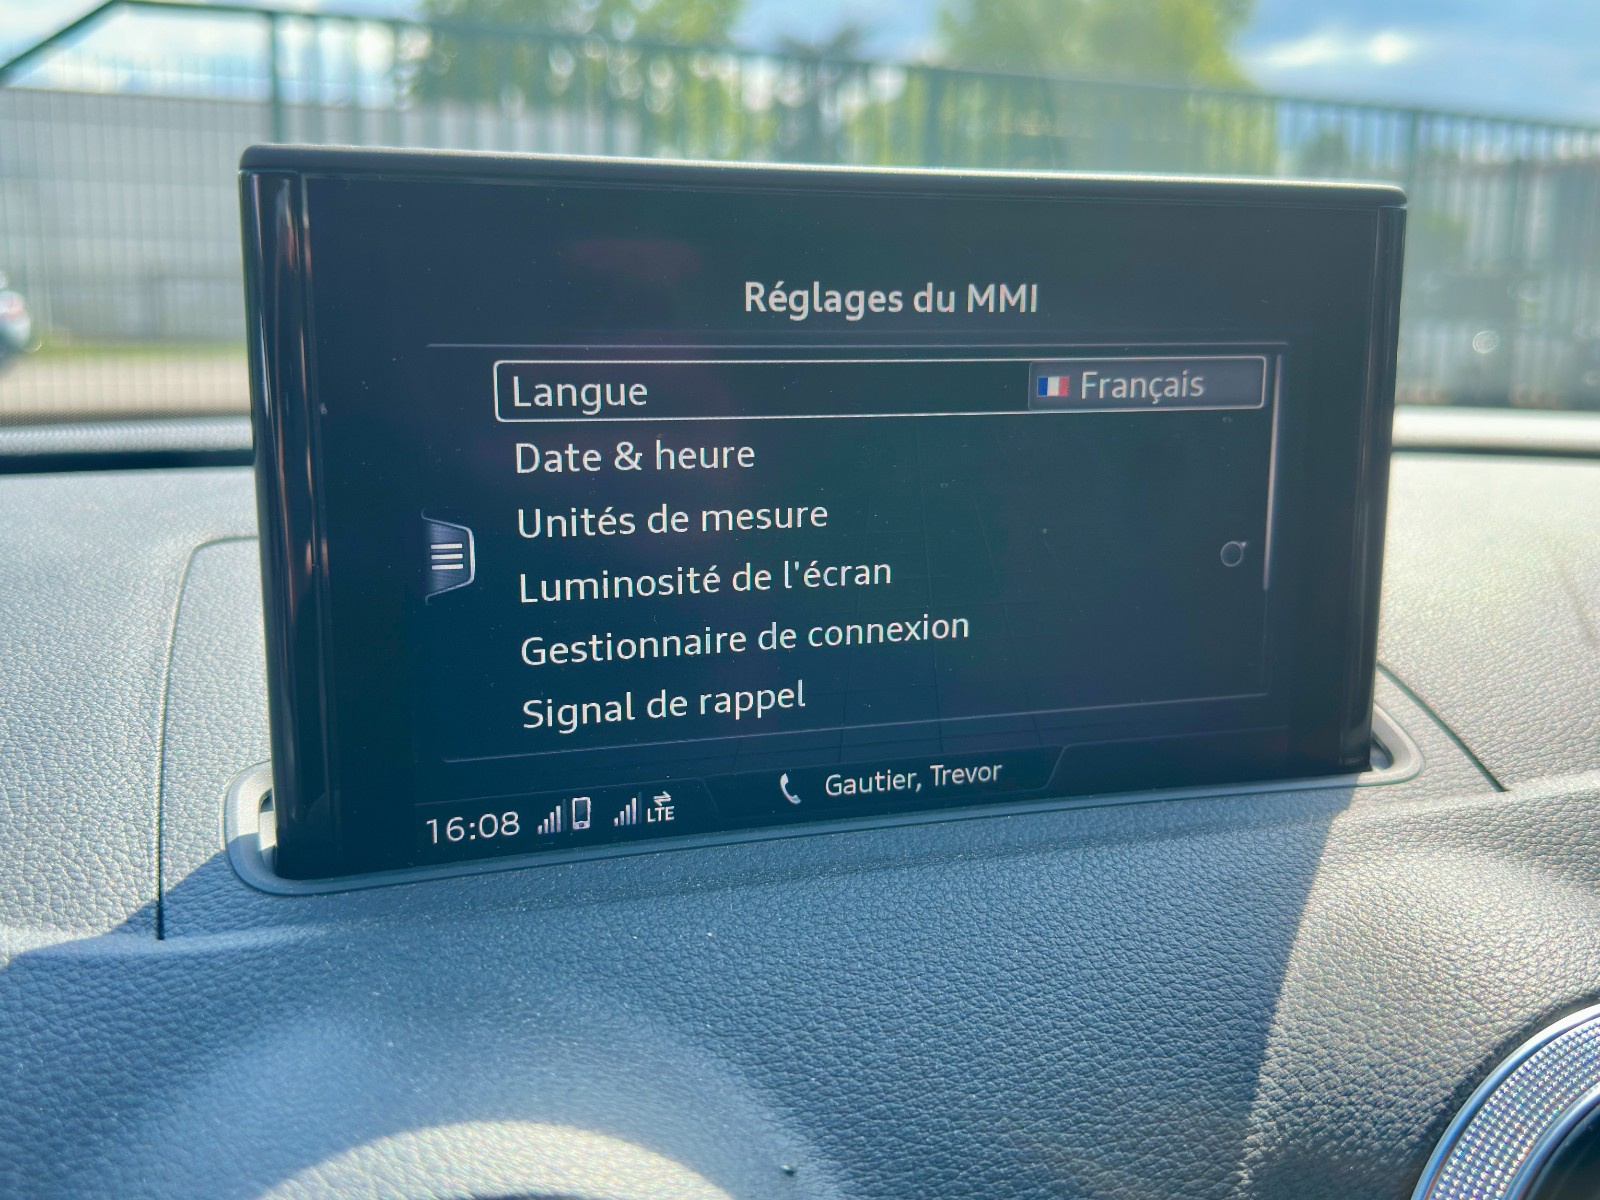 Réglages du MMI
Langue Français
Date & heure
Unités de mesure
Luminosité de l'écran
Gestionnaire de connexion
Signal de rappel
16:08 LTE Gautier, Trevor